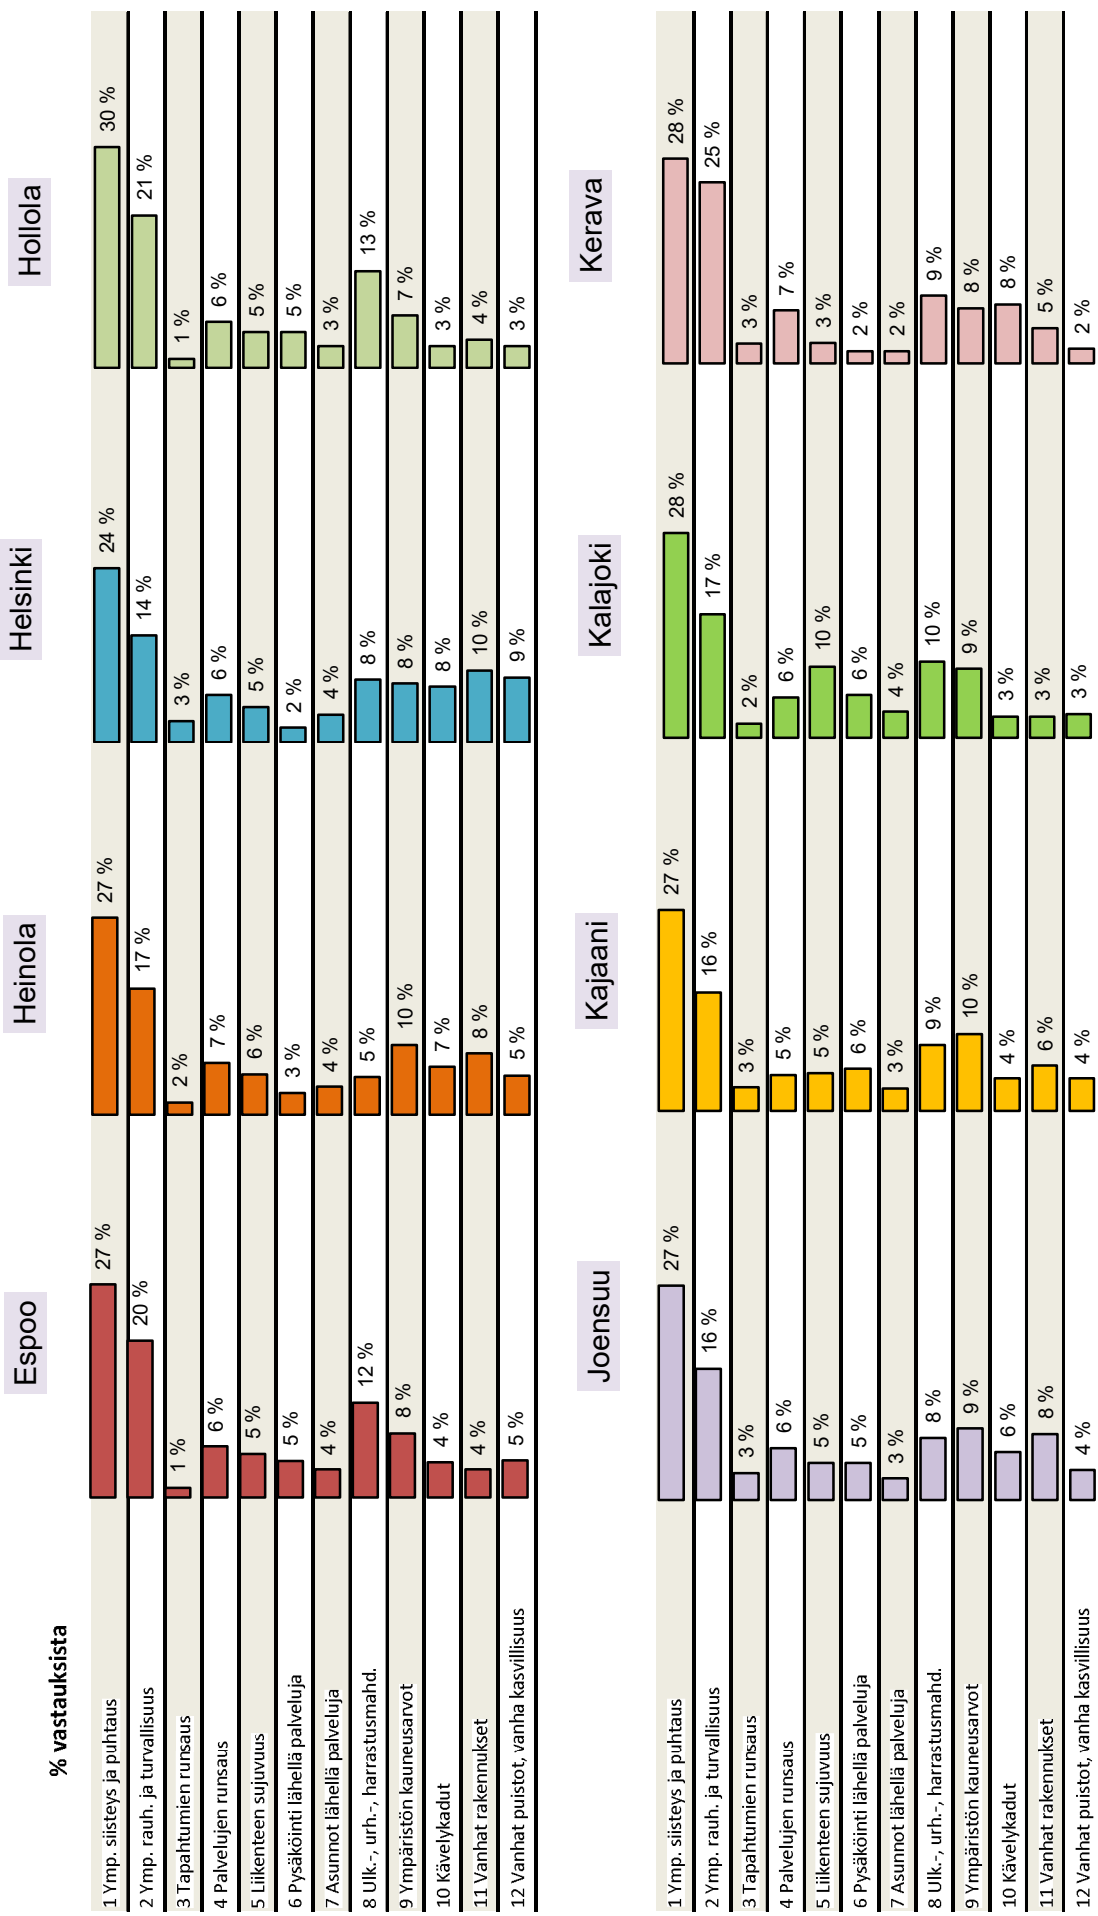 % vastauksista
Espoo Heinola Helsinki Hollola
1 Ymp. siisteys ja puhtaus 27 % 27 % 24 % 30 %
2 Ymp. rauh. ja turvallisuus 20 % 17 % 14 % 21 %
3 Tapahtumien runsaus 1 % 2 % 3 % 1 %
4 Palvelujen runsaus 6 % 7 % 6 % 6 %
5 Liikenteen sujuvuus 5 % 6 % 5 % 5 %
6 Pysäköinti lähellä palveluja 5 % 3 % 2 % 5 %
7 Asunnot lähellä palveluja 4 % 4 % 4 % 3 %
8 Ulk.-, urh.-, harrastusmahd. 12 % 5 % 8 % 13 %
9 Ympäristön kauneusarvot 8 % 10 % 8 % 7 %
10 Kävelykadut 4 % 7 % 8 % 3 %
11 Vanhat rakennukset 4 % 8 % 10 % 4 %
12 Vanhat puistot, vanha kasvillisuus 5 % 5 % 9 % 3 %
Joensuu Kajaani Kalajoki Kerava
1 Ymp. siisteys ja puhtaus 27 % 27 % 28 % 28 %
2 Ymp. rauh. ja turvallisuus 16 % 16 % 17 % 25 %
3 Tapahtumien runsaus 3 % 3 % 2 % 3 %
4 Palvelujen runsaus 6 % 5 % 6 % 7 %
5 Liikenteen sujuvuus 5 % 5 % 10 % 3 %
6 Pysäköinti lähellä palveluja 5 % 6 % 6 % 2 %
7 Asunnot lähellä palveluja 3 % 3 % 4 % 2 %
8 Ulk.-, urh.-, harrastusmahd. 8 % 9 % 10 % 9 %
9 Ympäristön kauneusarvot 9 % 10 % 9 % 8 %
10 Kävelykadut 6 % 4 % 3 % 8 %
11 Vanhat rakennukset 8 % 6 % 3 % 5 %
12 Vanhat puistot, vanha kasvillisuus 4 % 4 % 3 % 2 %